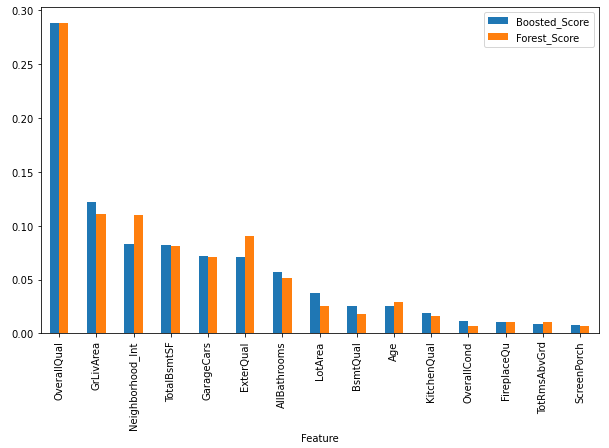 0.30
0.25
0.20
0.15
0.10
0.05
0.00
Boosted_Score
Forest_Score
OverallQual
GrLivArea
Neighborhood_Int
TotalBsmtSF
GarageCars
ExterQual
AllBathrooms
LotArea
BsmtQual
Age
KitchenQual
OverallCond
FireplaceQu
TotRmsAbvGrd
ScreenPorch
Feature